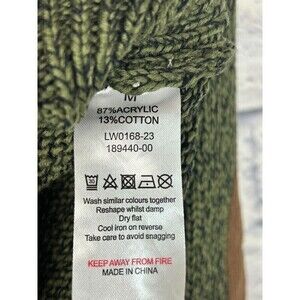 M
87%ACRYLIC
13%COTTON
LW0168-23
189440-00
30
Wash similar colours together
Reshape whilst damp
Dry flat
Cool iron on reverse
Take care to avoid snagging
KEEP AWAY FROM FIRE
MADE IN CHINA